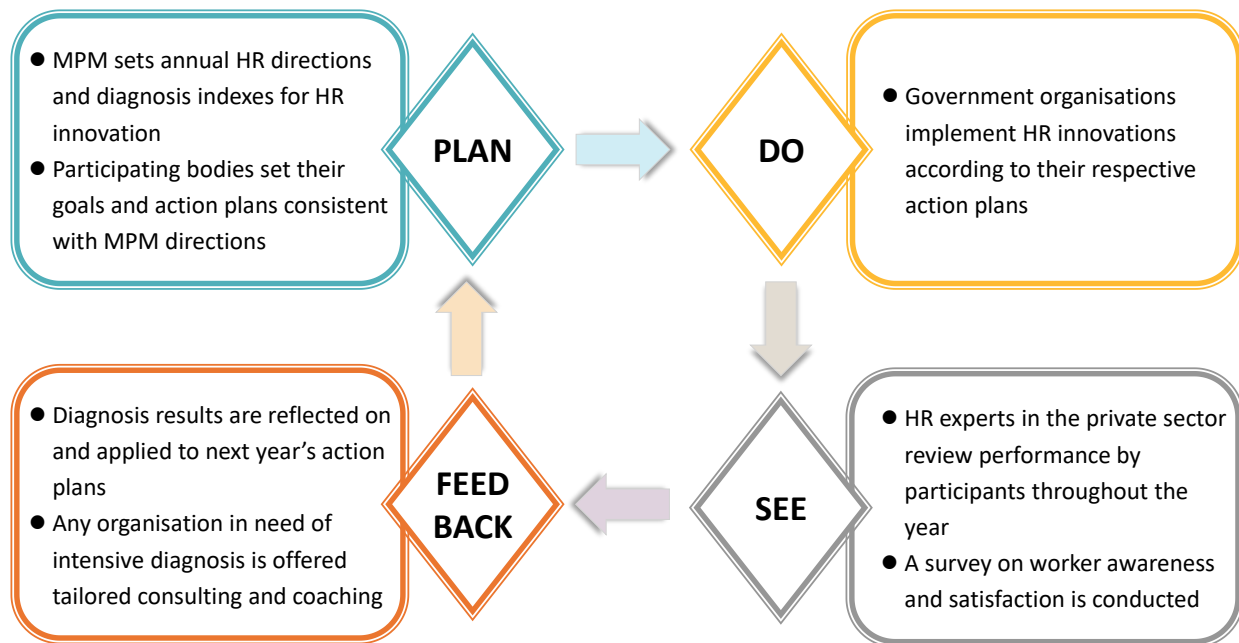 ● MPM sets annual HR directions
and diagnosis indexes for HR
innovation
● Participating bodies set their
goals and action plans consistent
with MPM directions
PLAN
DO
● Government organisations
implement HR innovations
according to their respective
action plans
● Diagnosis results are reflected on
and applied to next year’s action
plans
● Any organisation in need of
intensive diagnosis is offered
tailored consulting and coaching
FEED
BACK
SEE
● HR experts in the private sector
review performance by
participants throughout the
year
● A survey on worker awareness
and satisfaction is conducted